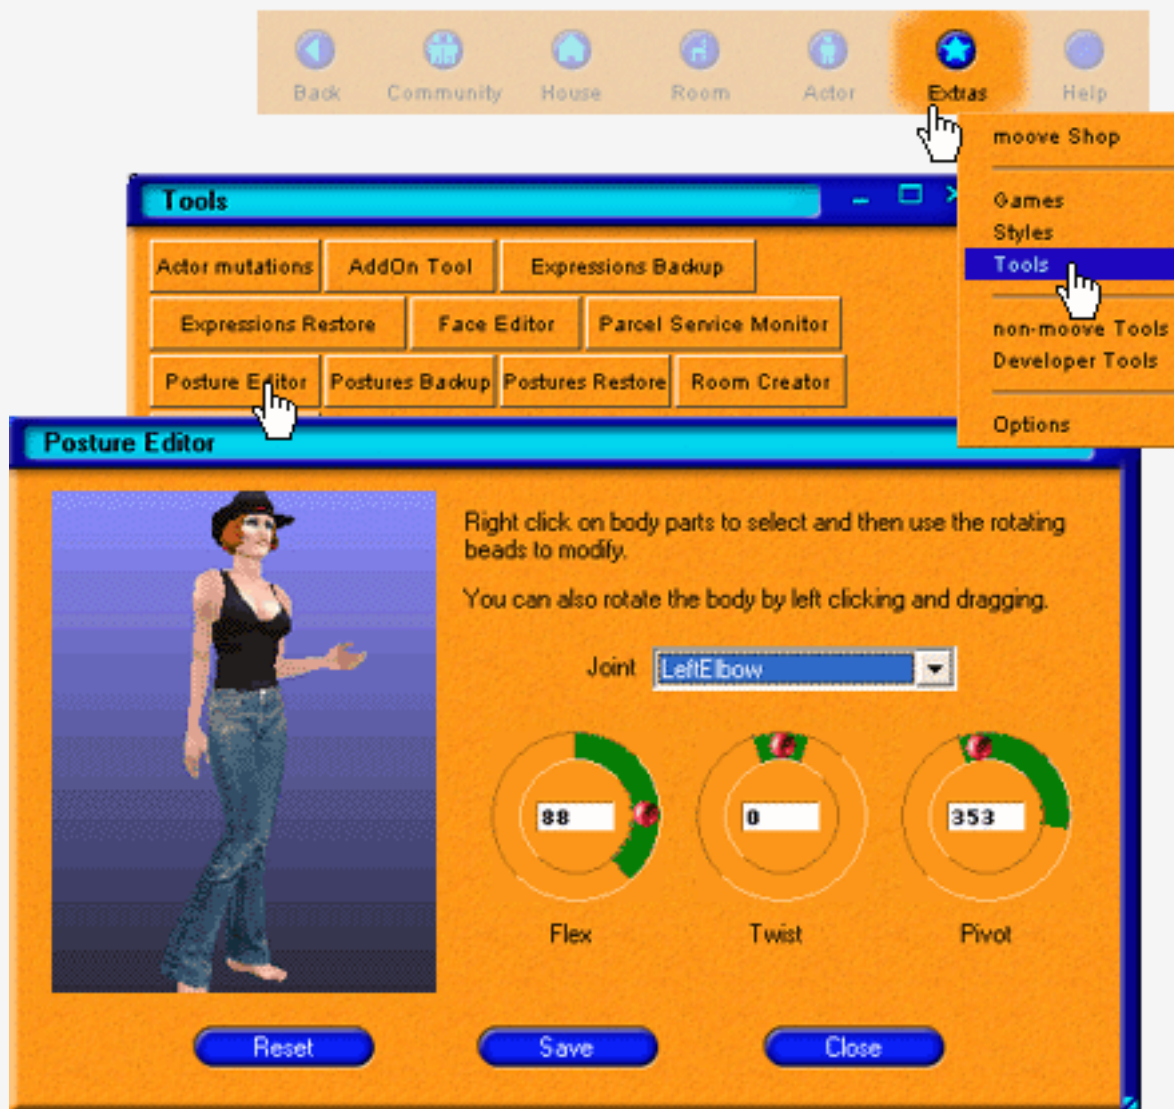 Back Community House Room Actor Extras Help
moove Shop
Games
Styles
Tools
non-moove Tools
Developer Tools
Options
Tools
Actor mutations AddOn Tool Expressions Backup
Expressions Restore Face Editor Parcel Service Monitor
Posture Editor Postures Backup Postures Restore Room Creator
Posture Editor
Right click on body parts to select and then use the rotating
beads to modify.
You can also rotate the body by left clicking and dragging.
Joint LeftElbow
88 0 353
Flex Twist Pivot
Reset Save Close